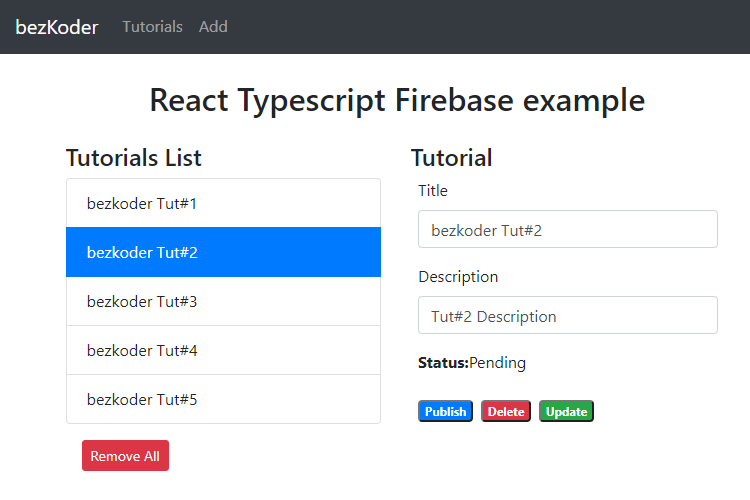 bezKoder Tutorials Add
React Typescript Firebase example
Tutorials List
bezkoder Tut#1
bezkoder Tut#2
bezkoder Tut#3
bezkoder Tut#4
bezkoder Tut#5
Remove All
Tutorial
Title
bezkoder Tut#2
Description
Tut#2 Description
Status:Pending
Publish Delete Update